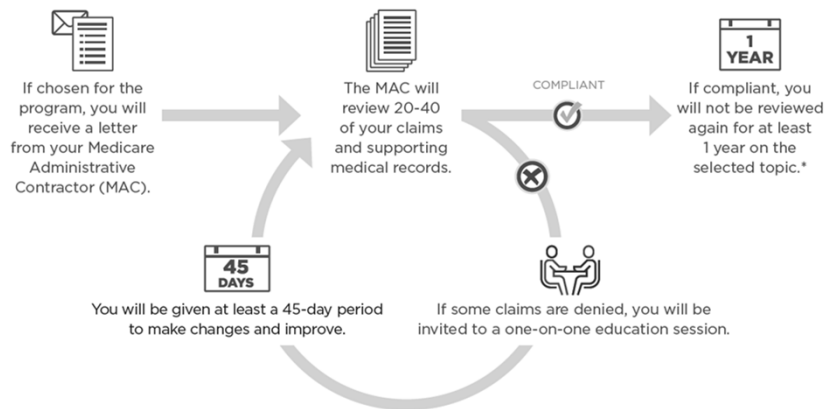 If chosen for the
program, you will
receive a letter
from your Medicare
Administrative
Contractor (MAC).
The MAC will
review 20-40
of your claims
and supporting
medical records.
COMPLIANT
1
YEAR
If compliant, you
will not be reviewed
again for at least
1 year on the
selected topic.*
45
DAYS
You will be given at least a 45-day period
to make changes and improve.
If some claims are denied, you will be
invited to a one-on-one education session.